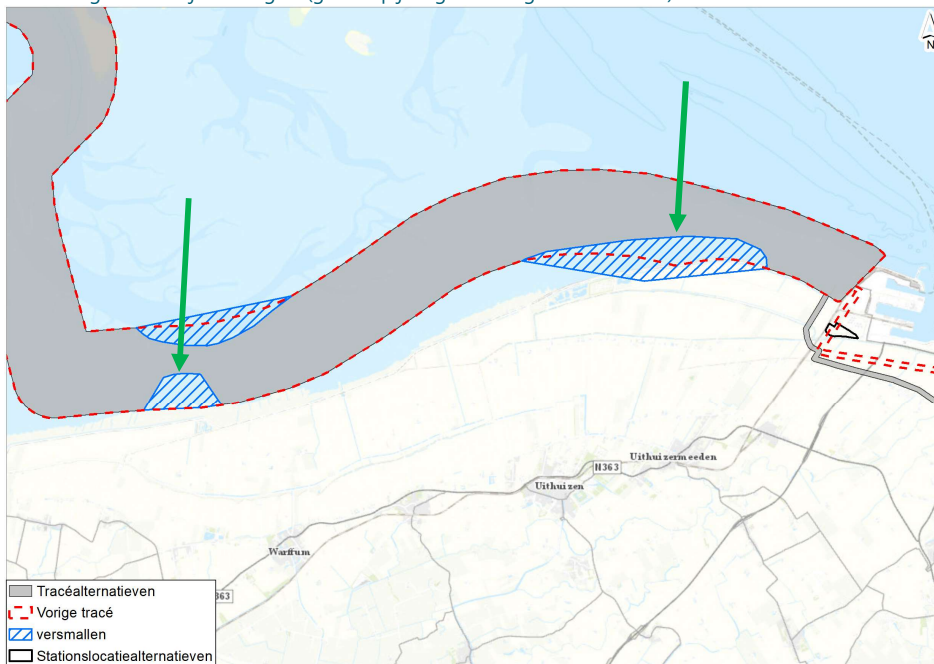 N
Uithuizermeeden
N363
Uithuizen
Warffum
363
Tracéalternatieven
Vorige tracé
versmallen
Stationslocatiealternatieven